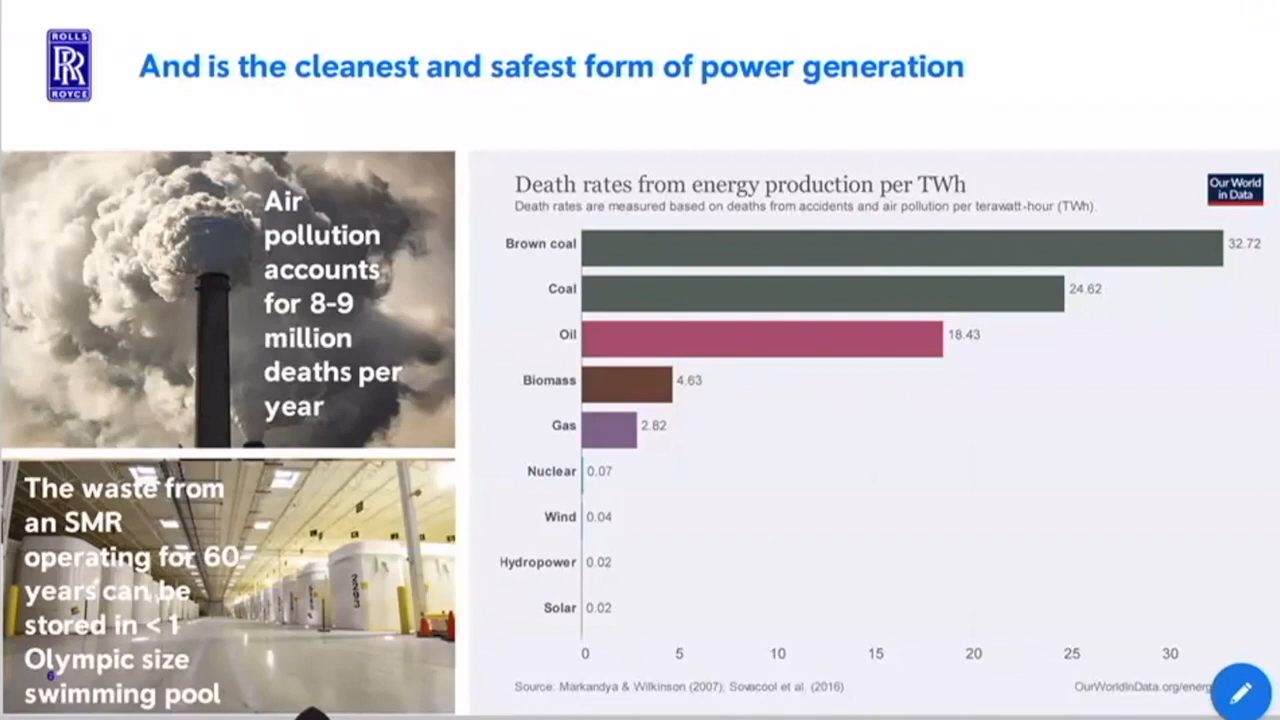 ROLLS
RR
ROYCE
And is the cleanest and safest form of power generation
Air
pollution
accounts
for 8-9
million
deaths per
year
The waste from
an SMR
operating for 60-
years can be
stored in < 1
Olympic size
swimming pool
6
Death rates from energy production per TWh
Death rates are measured based on deaths from accidents and air pollution per terawatt-hour (TWh).
Our World
in Data
Brown coal 32.72
Coal 24.62
Oil 18.43
Biomass 4.63
Gas 2.82
Nuclear 0.07
Wind 0.04
Hydropower 0.02
Solar 0.02
0 5 10 15 20 25 30
Source: Markandya & Wilkinson (2007); Sovacool et al. (2016)
OurWorldInData.org/energ